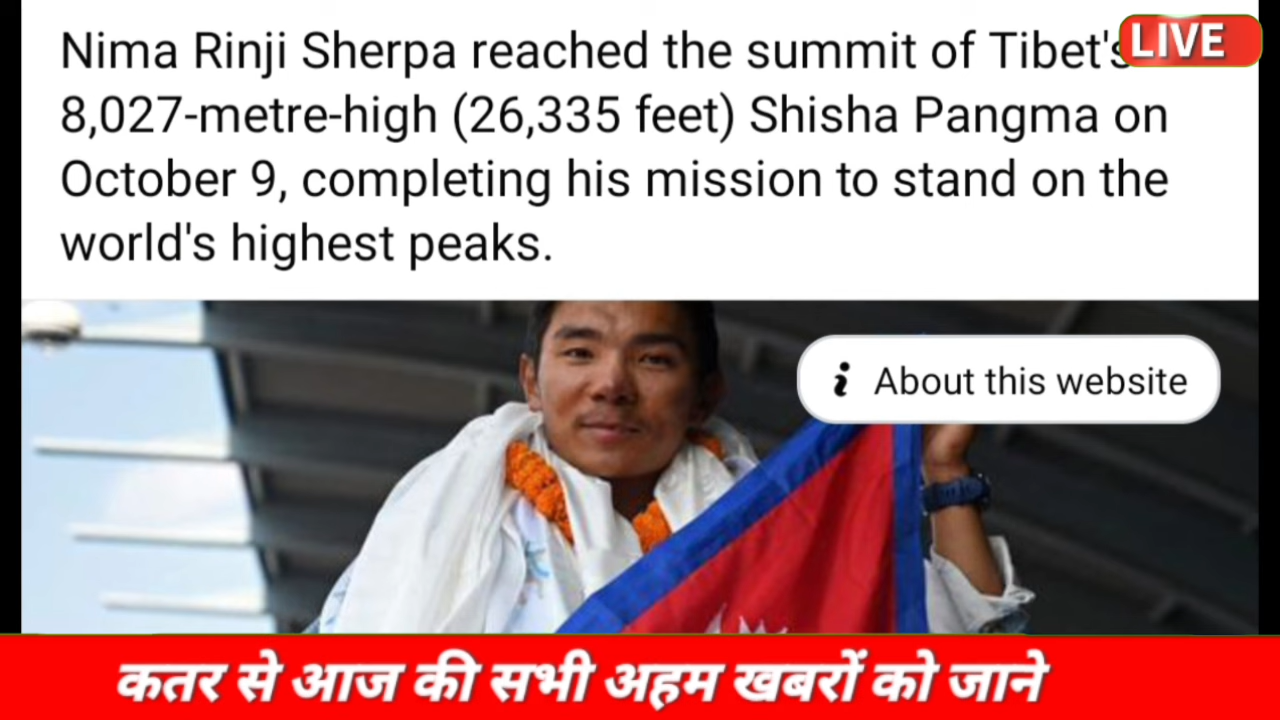 Nima Rinji Sherpa reached the summit of Tibet's
LIVE
8,027-metre-high (26,335 feet) Shisha Pangma on
October 9, completing his mission to stand on the
world's highest peaks.
i About this website
कतर से आज की सभी अहम खबरों को जाने